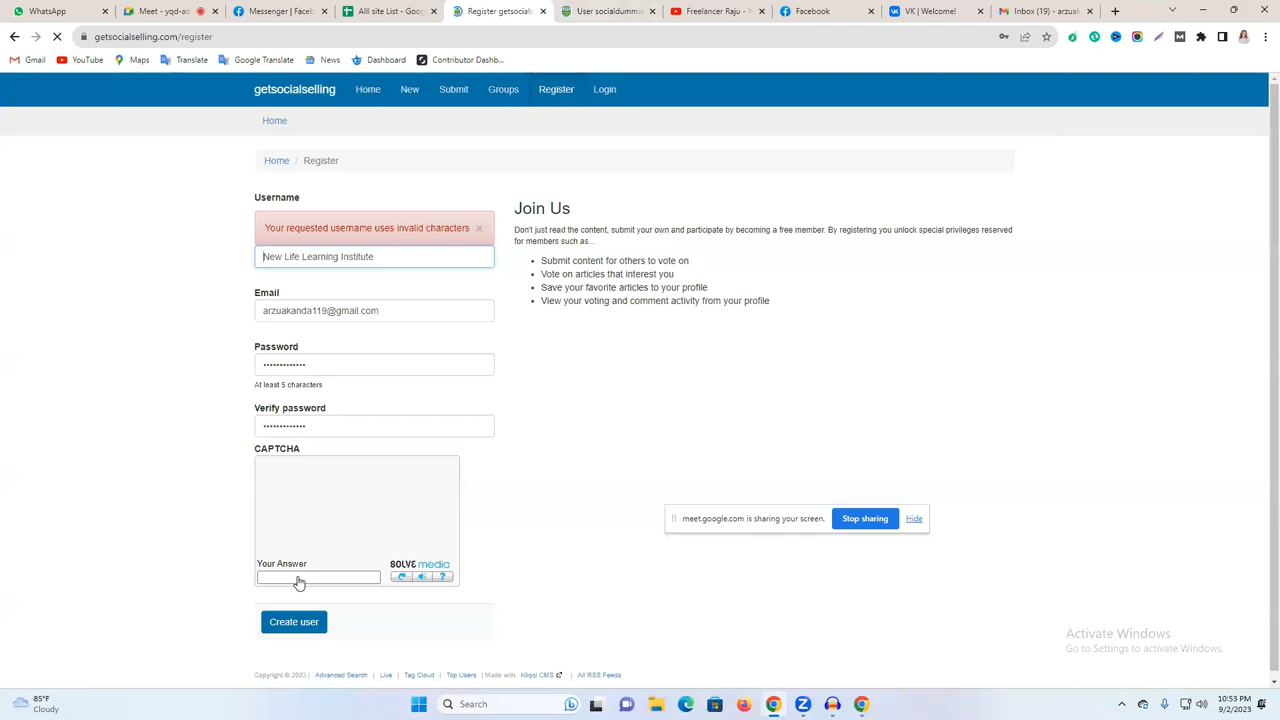 WhatsApp
Meet - yqd-ad
(3) Facebook
All site List - Goog
Register getsocialb
User socialdumm
Freelancer Raju - Y
Facebook
VK | Welcome!
Inbox (19) - arzuak
getsocialselling.com/register
Gmail
YouTube
Maps
Translate
Google Translate
News
Dashboard
Contributor Dashb...
getsocialselling
Home
New
Submit
Groups
Register
Login
Home
Home / Register
Username
Your requested username uses invalid characters ×
New Life Learning Institute
Email
arzuakanda119@gmail.com
Password
At least 5 characters
Verify password
CAPTCHA
Your Answer
SOLVE media
Create user
Join Us
Don't just read the content, submit your own and participate by becoming a free member. By registering you unlock special privileges reserved
for members such as...
Submit content for others to vote on
Vote on articles that interest you
Save your favorite articles to your profile
View your voting and comment activity from your profile
meet.google.com is sharing your screen.
Stop sharing
Hide
Activate Windows
Go to Settings to activate Windows.
Copyright © 2023 | Advanced Search | Live | Tag Cloud | Top Users | Made with Kliqqi CMS | All RSS Feeds
85°F
Cloudy
Search
10:53 PM
9/2/2023